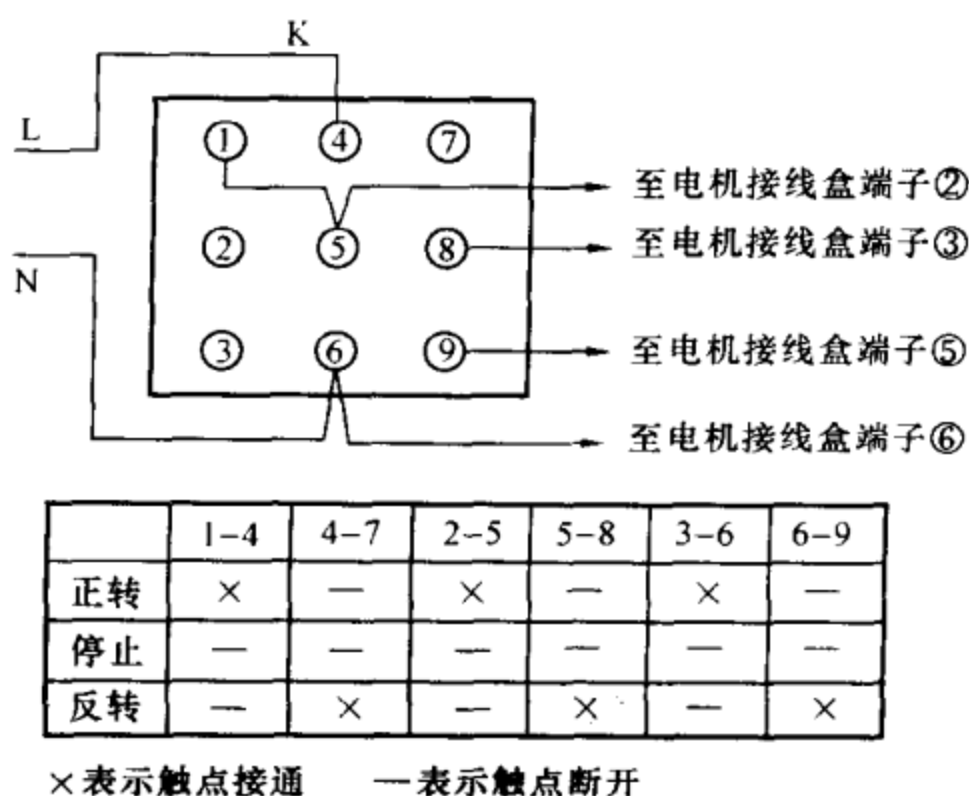 K
L
① ④ ⑦
至电机接线盒端子②
② ⑤ ⑧ 至电机接线盒端子③
N
③ ⑥ ⑨ 至电机接线盒端子⑤
至电机接线盒端子⑥
1-4 4-7 2-5 5-8 3-6 6-9
正转 × — × — × —
停止 — — — — — —
反转 — × — × — ×
×表示触点接通 —表示触点断开